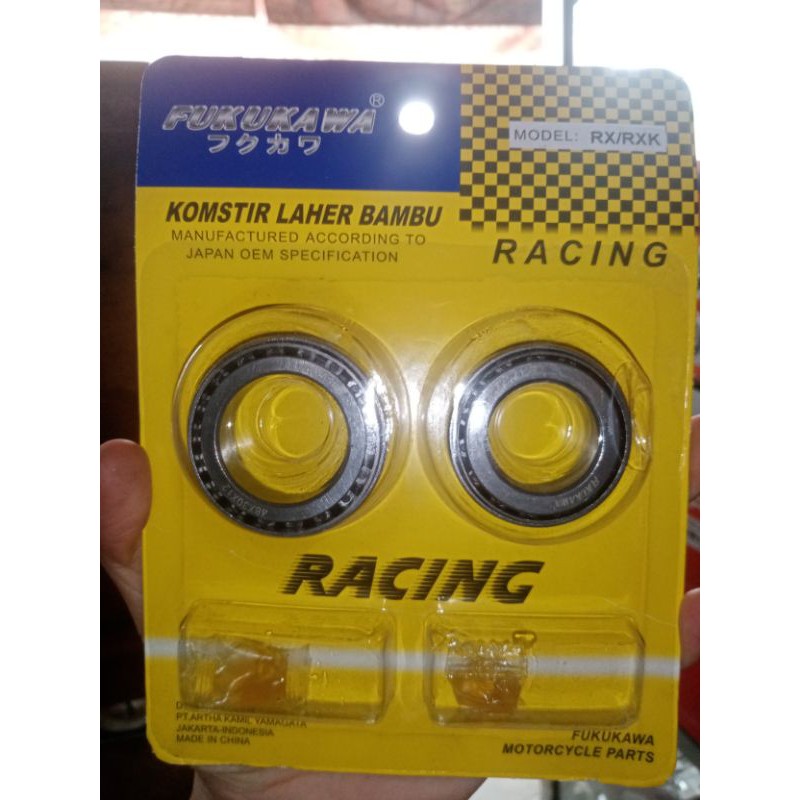 FUKUKAWA®
フクカワ
MODEL: RX/RXK
KOMSTIR LAHER BAMBU
MANUFACTURED ACCORDING TO
JAPAN OEM SPECIFICATION
RACING
RACING
PT.ARTHA KAMIL YAMAGATA
JAKARTA-INDONESIA
MADE IN CHINA
FUKUKAWA
MOTORCYCLE PARTS